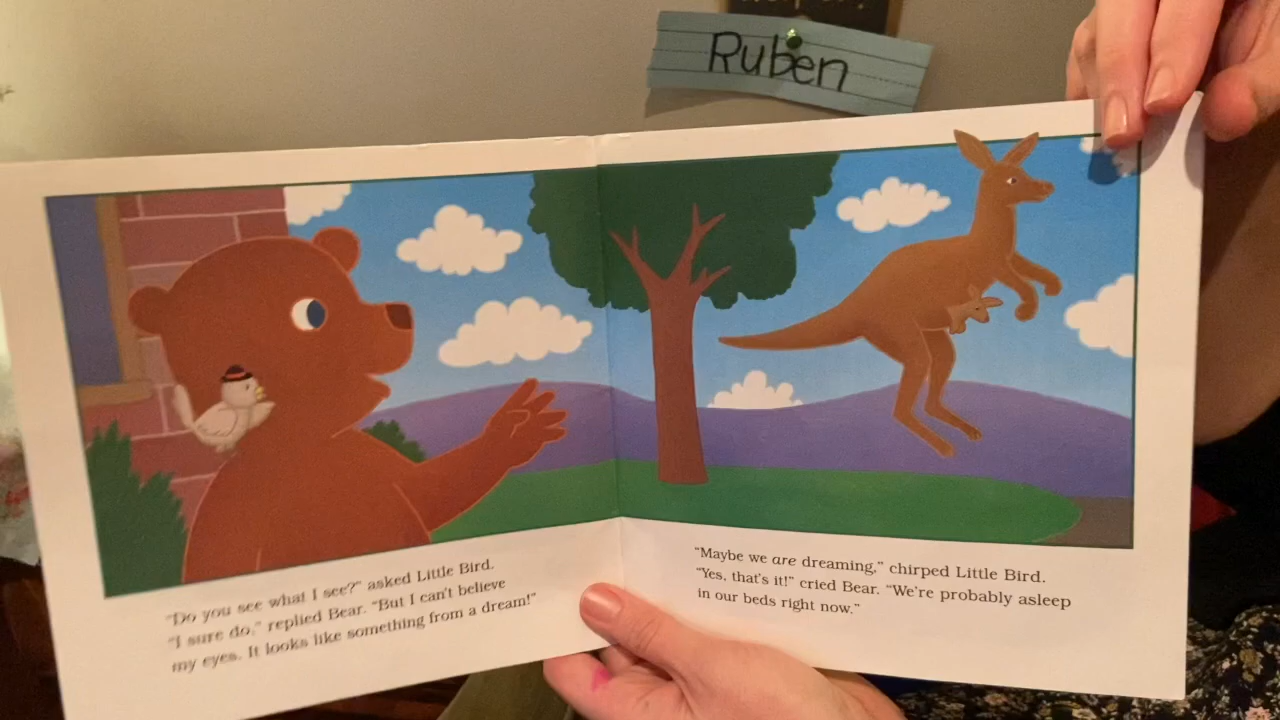 Ruben
"Do you see what I see?" asked Little Bird.
"I sure do," replied Bear. "But I can't believe
my eyes. It looks like something from a dream!"
"Maybe we are dreaming," chirped Little Bird.
"Yes, that's it!" cried Bear. "We're probably asleep
in our beds right now."